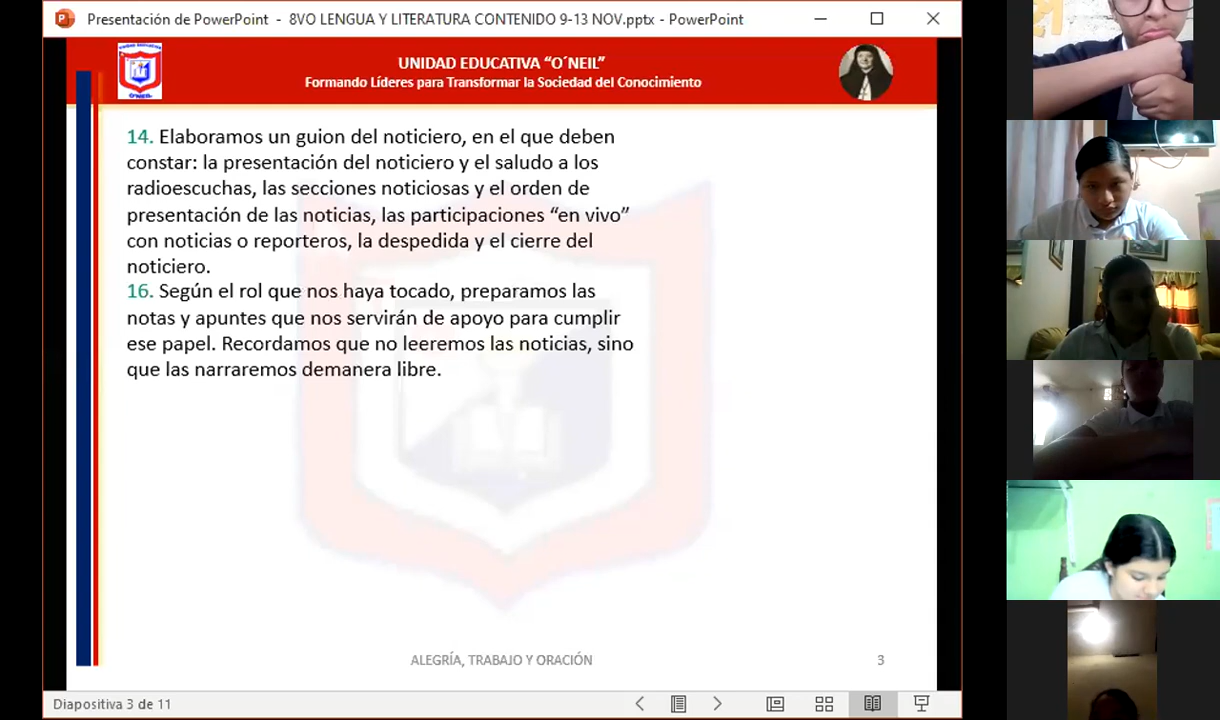 Presentación de PowerPoint - 8VO LENGUA Y LITERATURA CONTENIDO 9-13 NOV.pptx - PowerPoint
UNIDAD EDUCATIVA "O´NEIL"
Formando Líderes para Transformar la Sociedad del Conocimiento
O'NEIL
14. Elaboramos un guion del noticiero, en el que deben
constar: la presentación del noticiero y el saludo a los
radioescuchas, las secciones noticiosas y el orden de
presentación de las noticias, las participaciones “en vivo”
con noticias o reporteros, la despedida y el cierre del
noticiero.
16. Según el rol que nos haya tocado, preparamos las
notas y apuntes que nos servirán de apoyo para cumplir
ese papel. Recordamos que no leeremos las noticias, sino
que las narraremos demanera libre.
ALEGRÍA, TRABAJO Y ORACIÓN
3
Diapositiva 3 de 11